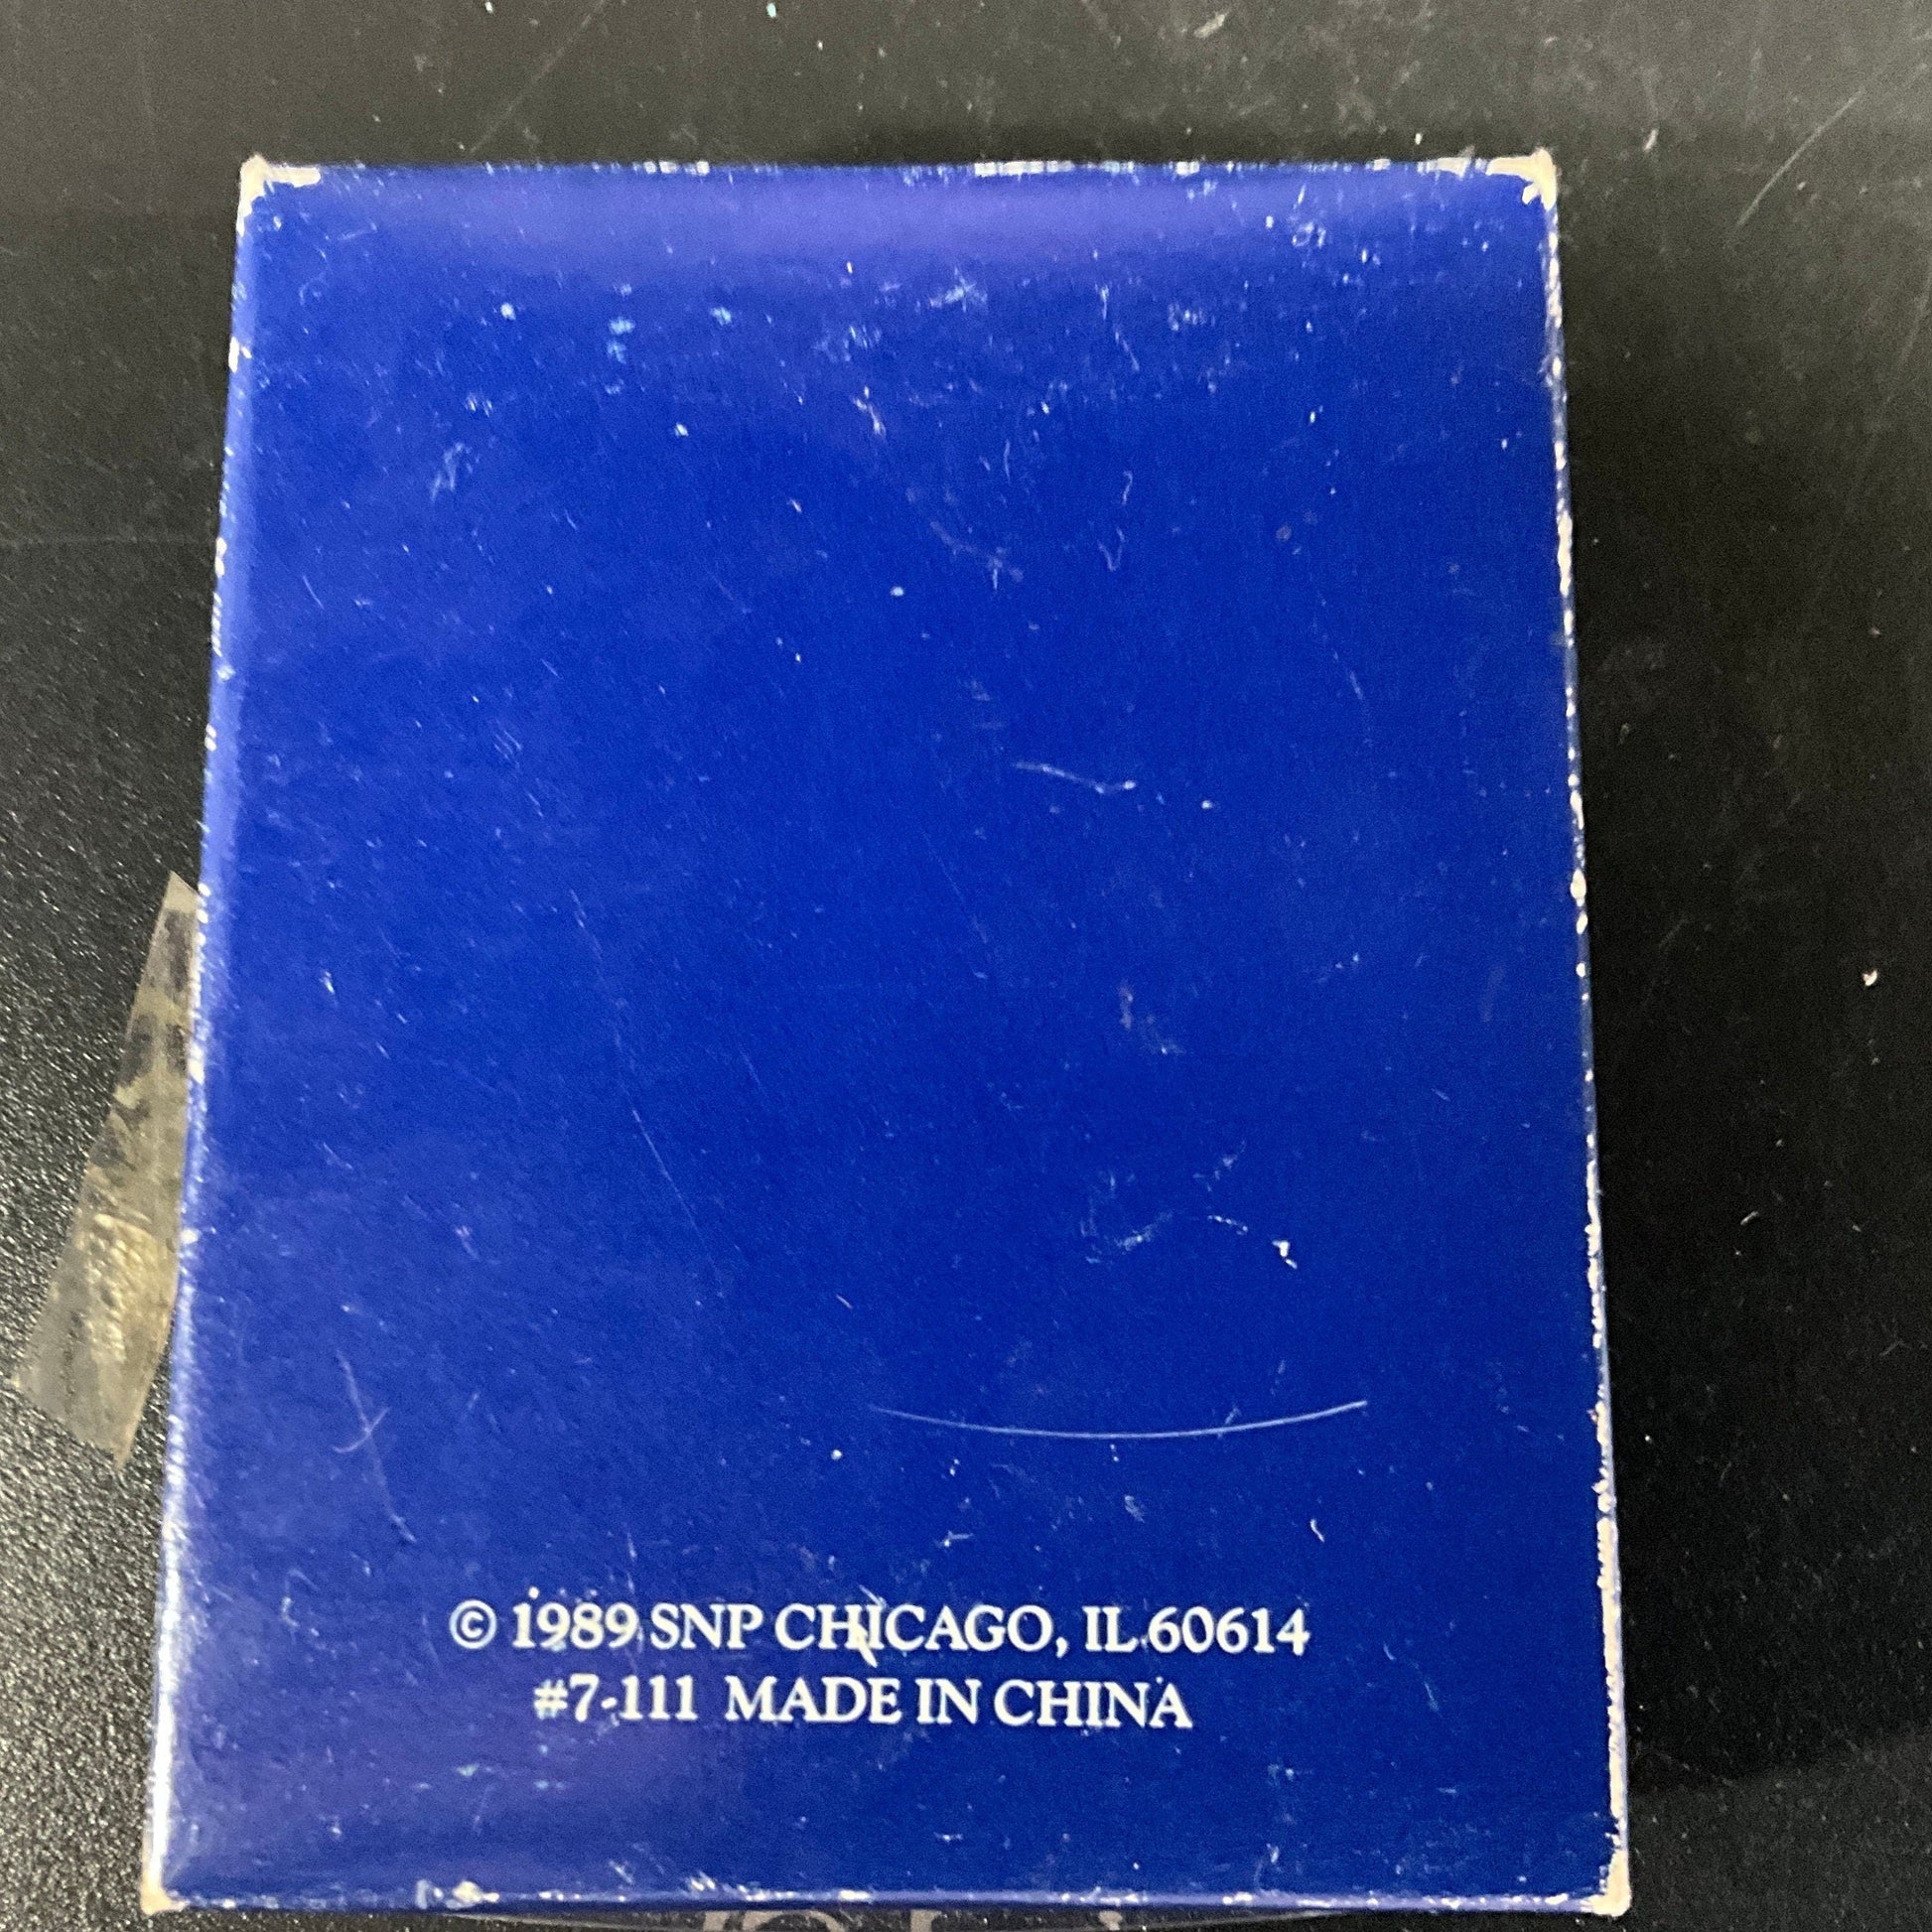 © 1989 SNP CHICAGO, IL 60614
#7-111 MADE IN CHINA